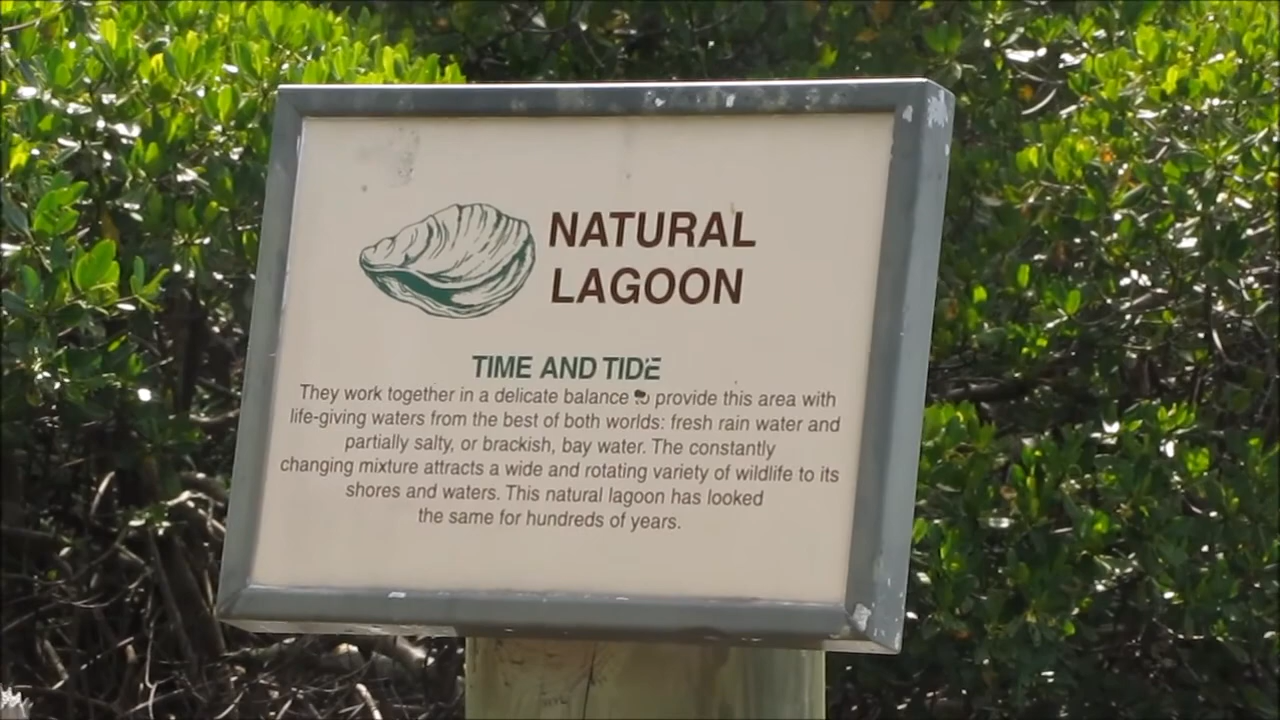 NATURAL
LAGOON
TIME AND TIDE
They work together in a delicate balance to provide this area with
life-giving waters from the best of both worlds: fresh rain water and
partially salty, or brackish, bay water. The constantly
changing mixture attracts a wide and rotating variety of wildlife to its
shores and waters. This natural lagoon has looked
the same for hundreds of years.